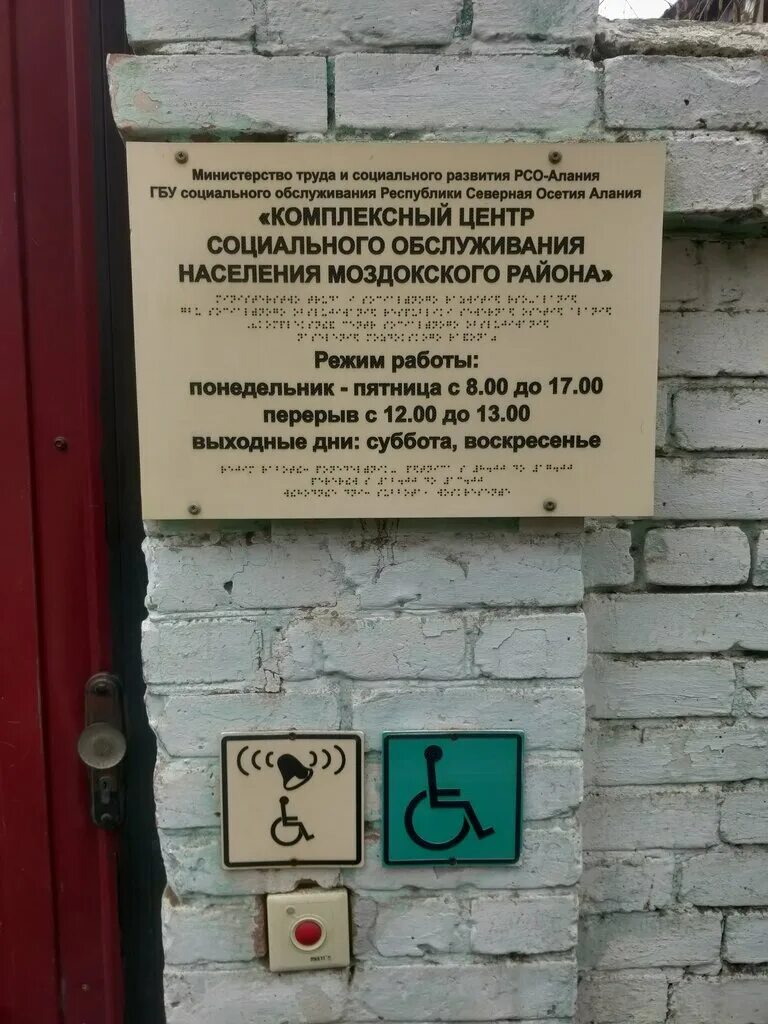 Министерство труда и социального развития РСО-Алания
ГБУ социального обслуживания Республики Северная Осетия Алания
«КОМПЛЕКСНЫЙ ЦЕНТР
СОЦИАЛЬНОГО ОБСЛУЖИВАНИЯ
НАСЕЛЕНИЯ МОЗДОКСКОГО РАЙОНА»
Режим работы:
понедельник - пятница с 8.00 до 17.00
перерыв с 12.00 до 13.00
выходные дни: суббота, воскресенье